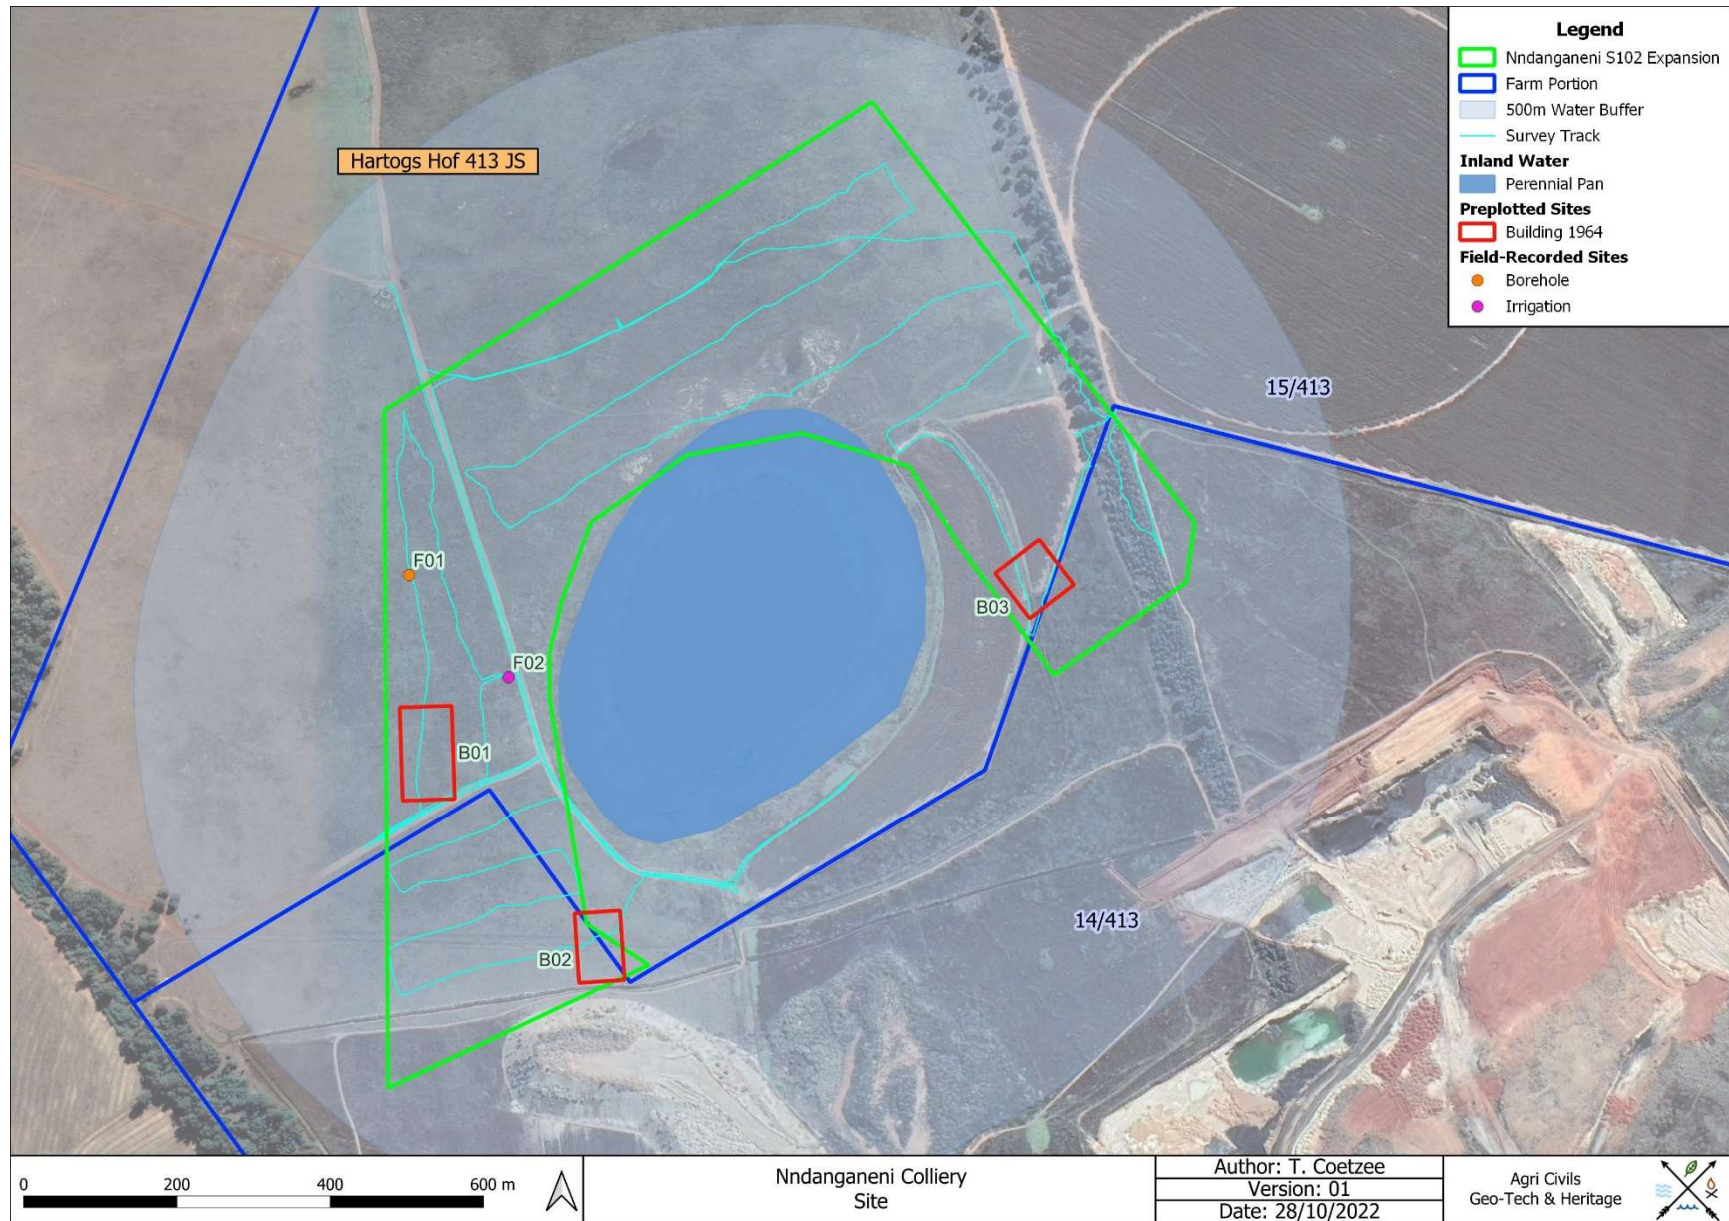 Legend
Nndanganeni S102 Expansion
Farm Portion
500m Water Buffer
Survey Track
Inland Water
Perennial Pan
Preplotted Sites
Building 1964
Field-Recorded Sites
Borehole
Irrigation
Hartogs Hof 413 JS
15/413
F01
B03
F02
B01
14/413
B02
0 200 400 600 m
Nndanganeni Colliery
Site
Author: T. Coetzee
Version: 01
Date: 28/10/2022
Agri Civils
Geo-Tech & Heritage